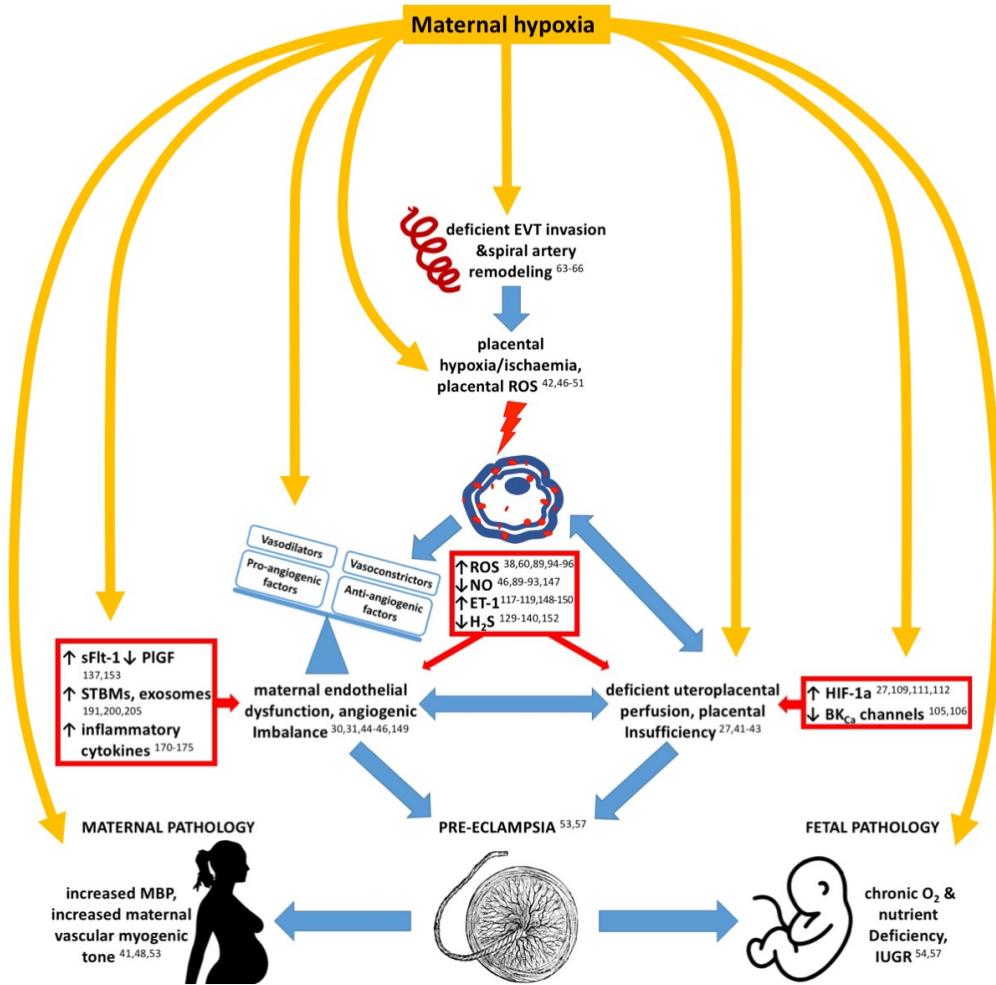 Maternal hypoxia
deficient EVT invasion
&spiral artery
remodeling 63-66
placental
hypoxia/ischaemia,
placental ROS 42,46-51
Vasodilators
Vasoconstrictors
Pro-angiogenic
factors
Anti-angiogenic
factors
↑ROS 38,60,89,94-96
↓NO 46,89-93,147
↑ET-1 117-119,148-150
↓H₂S 129-140,152
↑ sFlt-1 ↓ PlGF
137,153
↑ STBMs, exosomes
191,200,205
↑ inflammatory
cytokines 170-175
maternal endothelial
dysfunction, angiogenic
Imbalance 30,31,44-46,149
deficient uteroplacental
perfusion, placental
Insufficiency 27,41-43
↑ HIF-1a 27,109,111,112
↓ BKCa channels 105,106
MATERNAL PATHOLOGY
PRE-ECLAMPSIA 53,57
FETAL PATHOLOGY
increased MBP,
increased maternal
vascular myogenic
tone 41,48,53
chronic O₂ &
nutrient
Deficiency,
IUGR 54,57